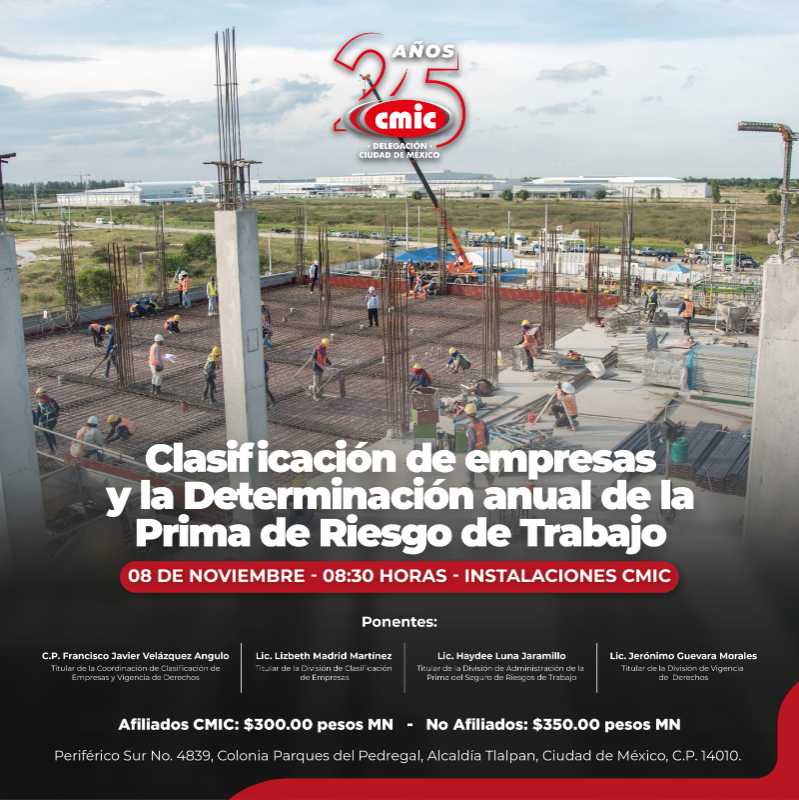 25 AÑOS
cmic
• DELEGACIÓN •
CIUDAD DE MÉXICO
Clasificación de empresas
y la Determinación anual de la
Prima de Riesgo de Trabajo
08 DE NOVIEMBRE - 08:30 HORAS - INSTALACIONES CMIC
Ponentes:
C.P. Francisco Javier Velázquez Angulo
Titular de la Coordinación de Clasificación de
Empresas y Vigencia de Derechos
Lic. Lizbeth Madrid Martínez
Titular de la División de Clasificación
de Empresas
Lic. Haydee Luna Jaramillo
Titular de la División de Administración de la
Prima del Seguro de Riesgos de Trabajo
Lic. Jerónimo Guevara Morales
Titular de la División de Vigencia
de Derechos
Afiliados CMIC: $300.00 pesos MN - No Afiliados: $350.00 pesos MN
Periférico Sur No. 4839, Colonia Parques del Pedregal, Alcaldía Tlalpan, Ciudad de México, C.P. 14010.